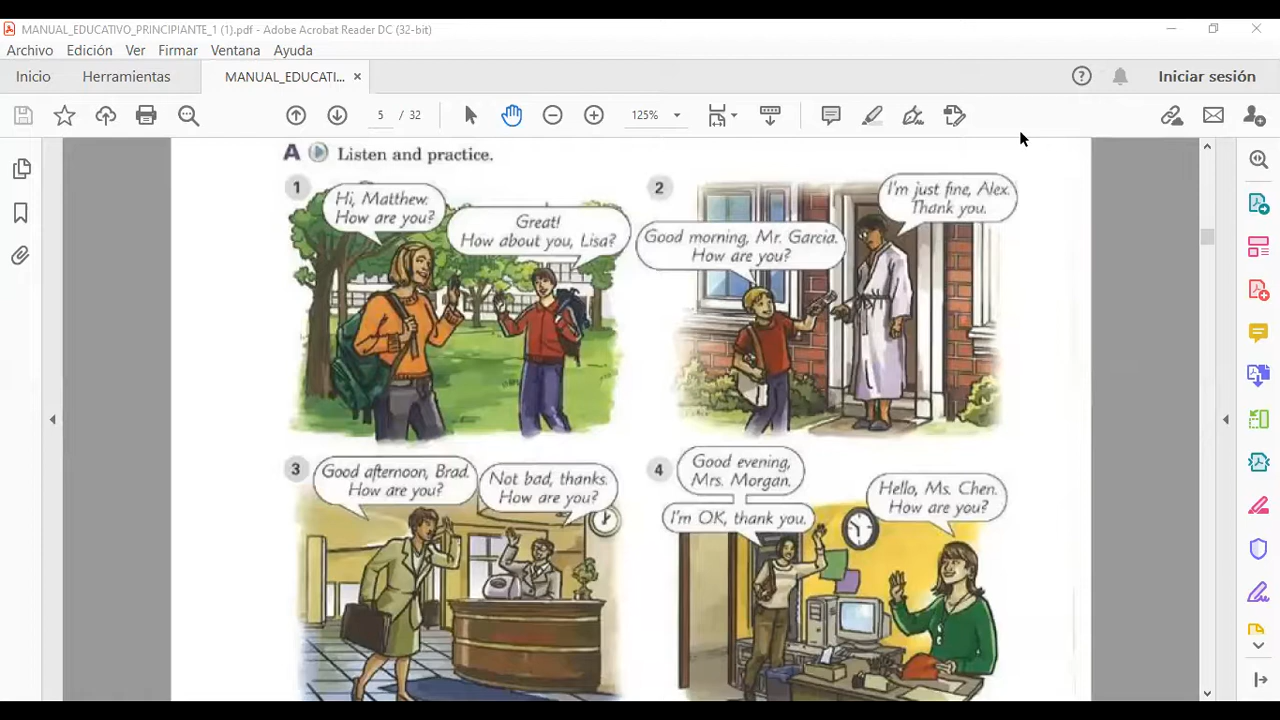 MANUAL_EDUCATIVO_PRINCIPIANTE_1 (1).pdf - Adobe Acrobat Reader DC (32-bit)
Archivo Edición Ver Firmar Ventana Ayuda
Inicio Herramientas MANUAL_EDUCATI... Iniciar sesión
5 / 32 125%
A Listen and practice.
1
Hi, Matthew.
How are you?
Great!
How about you, Lisa?
2
Good morning, Mr. Garcia.
How are you?
I'm just fine, Alex.
Thank you.
3
Good afternoon, Brad.
How are you?
Not bad, thanks.
How are you?
4
Good evening,
Mrs. Morgan.
Hello, Ms. Chen.
How are you?
I'm OK, thank you.